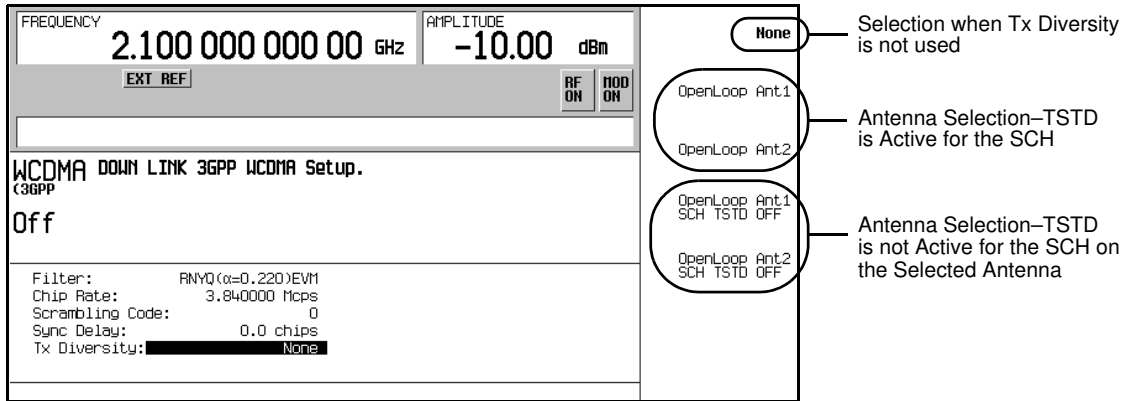 FREQUENCY
2.100 000 000 00 GHz
AMPLITUDE
-10.00 dBm
EXT REF
RF ON
MOD ON
WCDMA
(3GPP
DOWN LINK 3GPP WCDMA Setup.
Off
Filter: RNYQ(α=0.220)EVM
Chip Rate: 3.840000 Mcps
Scrambling Code: 0
Sync Delay: 0.0 chips
Tx Diversity: None
None
OpenLoop Ant1
OpenLoop Ant2
OpenLoop Ant1
SCH TSTD OFF
OpenLoop Ant2
SCH TSTD OFF
Selection when Tx Diversity
is not used
Antenna Selection–TSTD
is Active for the SCH
Antenna Selection–TSTD
is not Active for the SCH on
the Selected Antenna